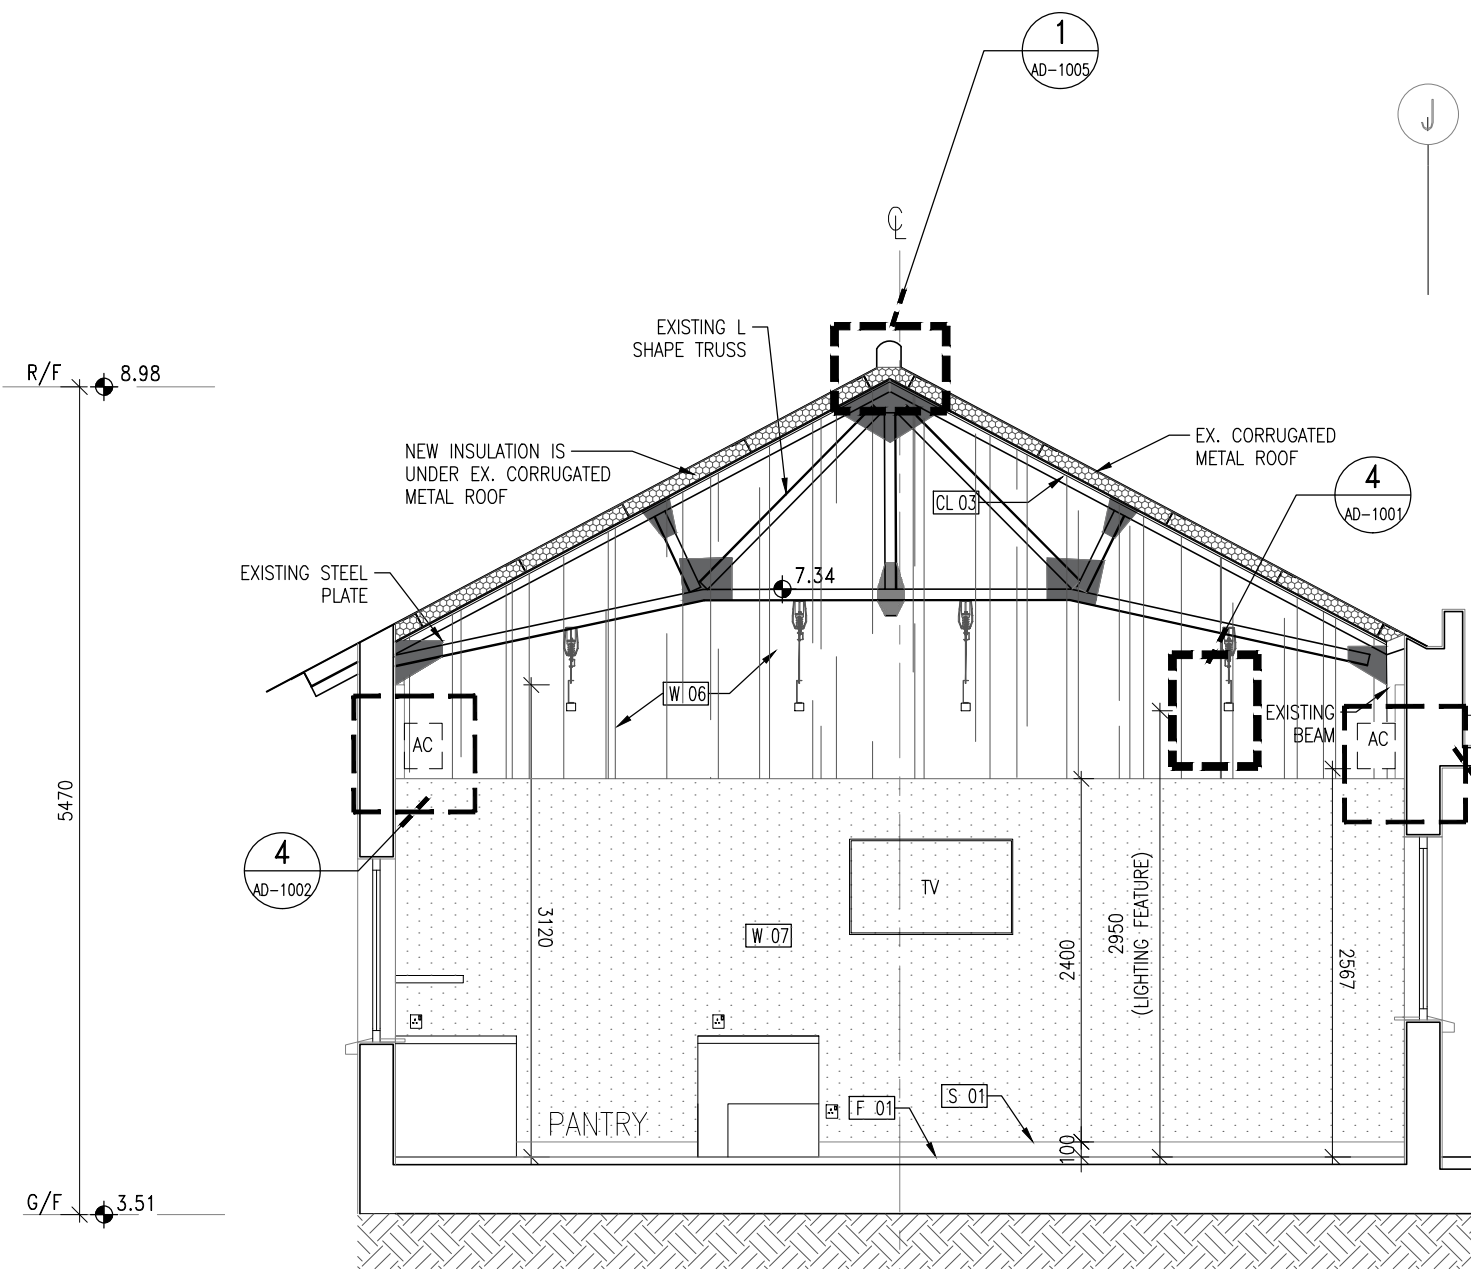 1
AD-1005
J
CL
EXISTING L
SHAPE TRUSS
R/F
8.98
NEW INSULATION IS
UNDER EX. CORRUGATED
METAL ROOF
EX. CORRUGATED
METAL ROOF
4
AD-1001
CL 03
EXISTING STEEL
PLATE
7.34
W 06
EXISTING
BEAM
AC
AC
5470
4
AD-1002
TV
3120
W 07
2400
2950
(LIGHTING FEATURE)
2567
F 01
S 01
PANTRY
100
G/F
3.51